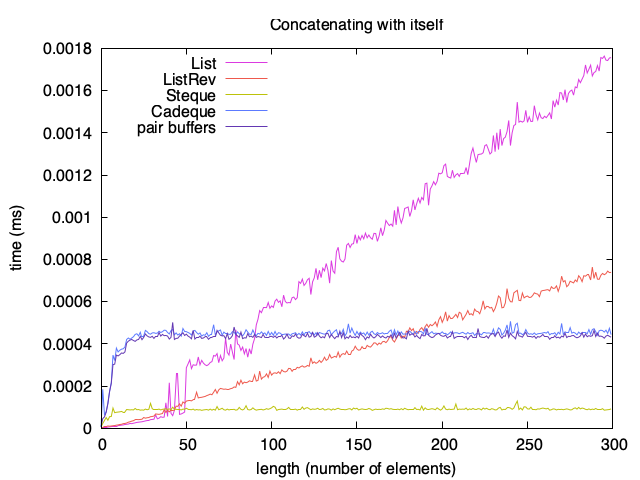 Concatenating with itself
0.0018
0.0016
0.0014
0.0012
0.001
0.0008
0.0006
0.0004
0.0002
0
time (ms)
List
ListRev
Steque
Cadeque
pair buffers
0 50 100 150 200 250 300
length (number of elements)